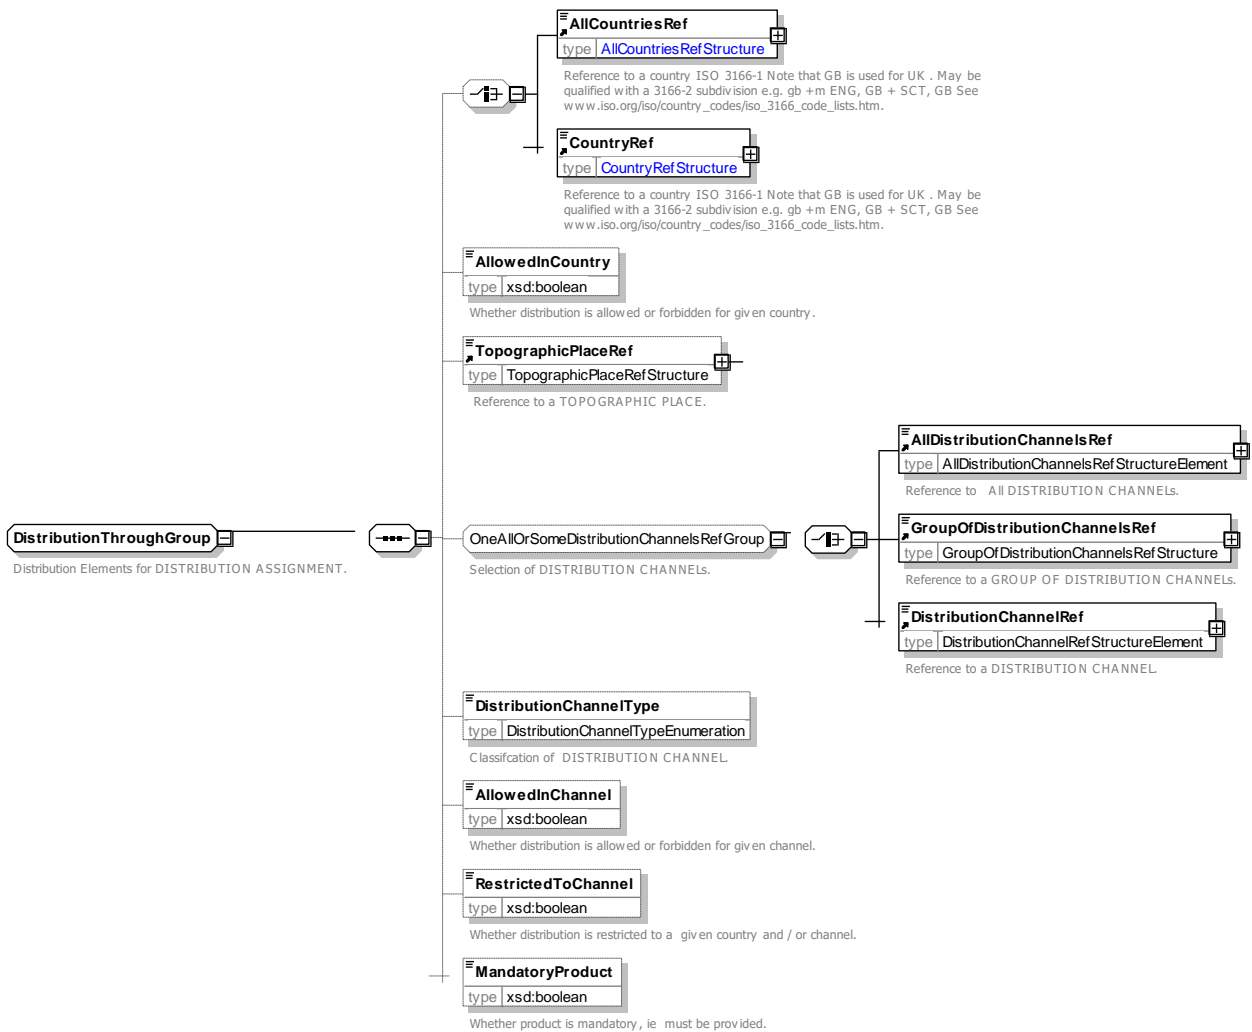 AllCountriesRef
type AllCountriesRefStructure
Reference to a country ISO 3166-1 Note that GB is used for UK . May be
qualified with a 3166-2 subdivision e.g. gb +m ENG, GB + SCT, GB See
www.iso.org/iso/country_codes/iso_3166_code_lists.htm.
CountryRef
type CountryRefStructure
Reference to a country ISO 3166-1 Note that GB is used for UK . May be
qualified with a 3166-2 subdivision e.g. gb +m ENG, GB + SCT, GB See
www.iso.org/iso/country_codes/iso_3166_code_lists.htm.
AllowedInCountry
type xsd:boolean
Whether distribution is allowed or forbidden for given country.
TopographicPlaceRef
type TopographicPlaceRefStructure
Reference to a TOPOGRAPHIC PLACE.
DistributionThroughGroup
Distribution Elements for DISTRIBUTION ASSIGNMENT.
OneAllOrSomeDistributionChannelsRefGroup
Selection of DISTRIBUTION CHANNELs.
AllDistributionChannelsRef
type AllDistributionChannelsRefStructureElement
Reference to All DISTRIBUTION CHANNELs.
GroupOfDistributionChannelsRef
type GroupOfDistributionChannelsRefStructure
Reference to a GROUP OF DISTRIBUTION CHANNELs.
DistributionChannelRef
type DistributionChannelRefStructureElement
Reference to a DISTRIBUTION CHANNEL.
DistributionChannelType
type DistributionChannelTypeEnumeration
Classifcation of DISTRIBUTION CHANNEL.
AllowedInChannel
type xsd:boolean
Whether distribution is allowed or forbidden for given channel.
RestrictedToChannel
type xsd:boolean
Whether distribution is restricted to a given country and / or channel.
MandatoryProduct
type xsd:boolean
Whether product is mandatory, ie must be provided.